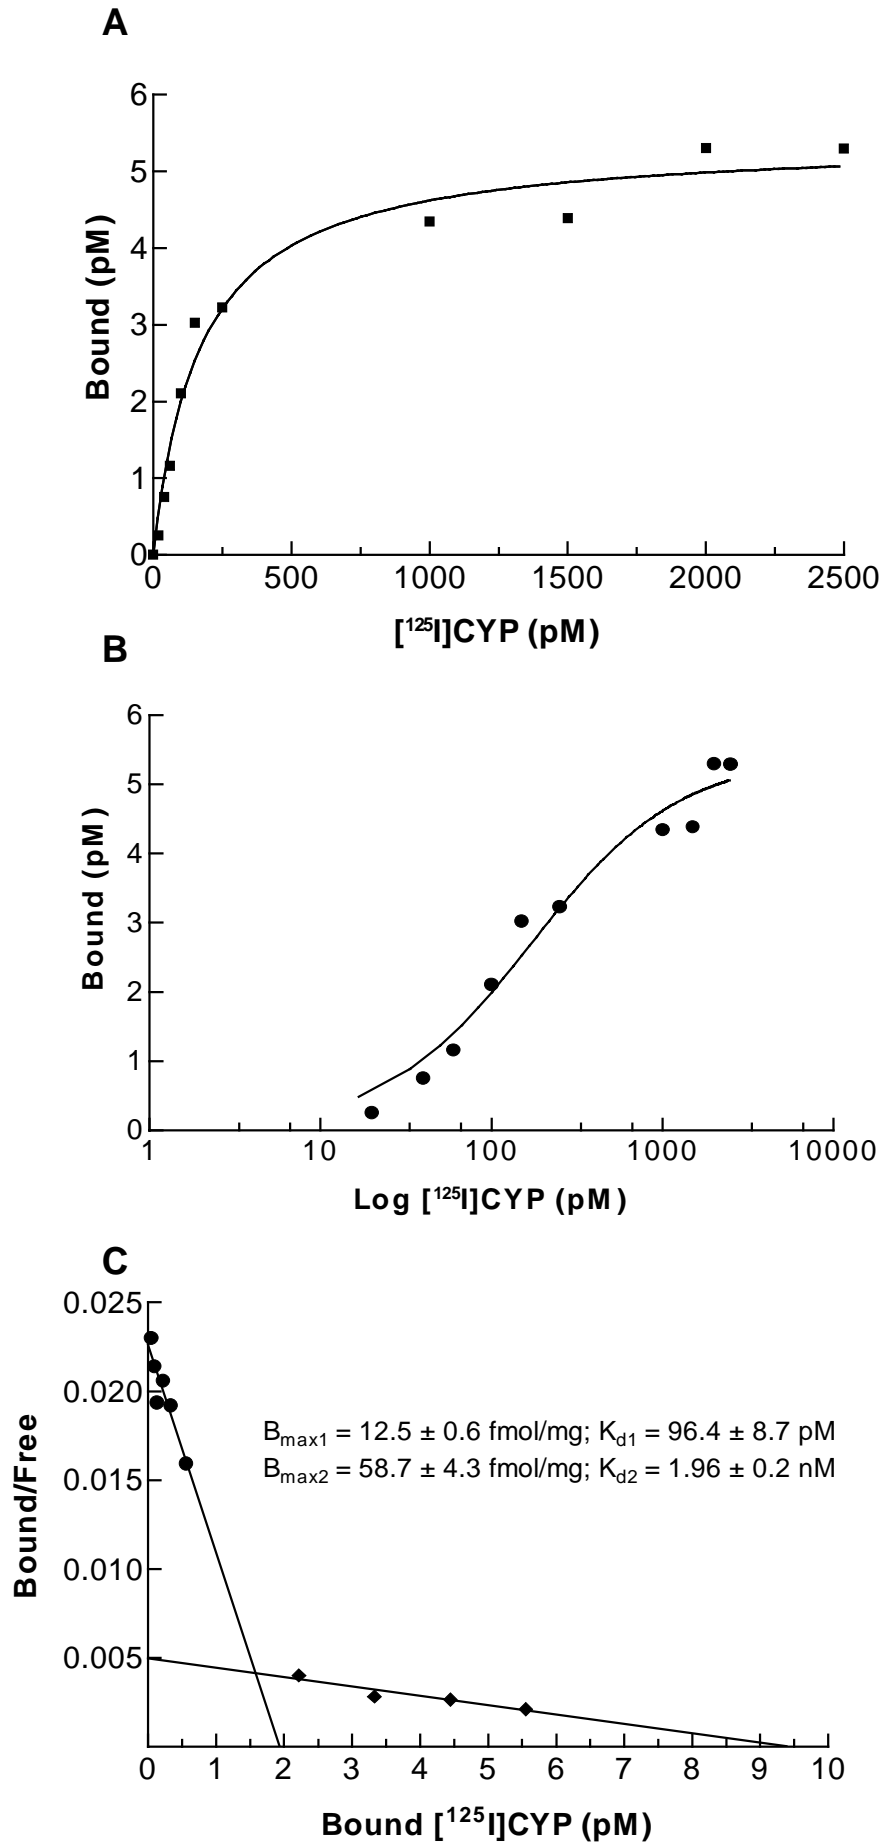 A
6
5
4
3
2
1
0
0 500 1000 1500 2000 2500
Bound (pM)
[¹²⁵I]CYP (pM)
B
6
5
4
3
2
1
0
1 10 100 1000 10000
Bound (pM)
Log [¹²⁵I]CYP (pM)
C
0.025
0.020
0.015
0.010
0.005
0 1 2 3 4 5 6 7 8 9 10
Bound/Free
Bmax1 = 12.5 ± 0.6 fmol/mg; Kd1 = 96.4 ± 8.7 pM
Bmax2 = 58.7 ± 4.3 fmol/mg; Kd2 = 1.96 ± 0.2 nM
Bound [¹²⁵I]CYP (pM)